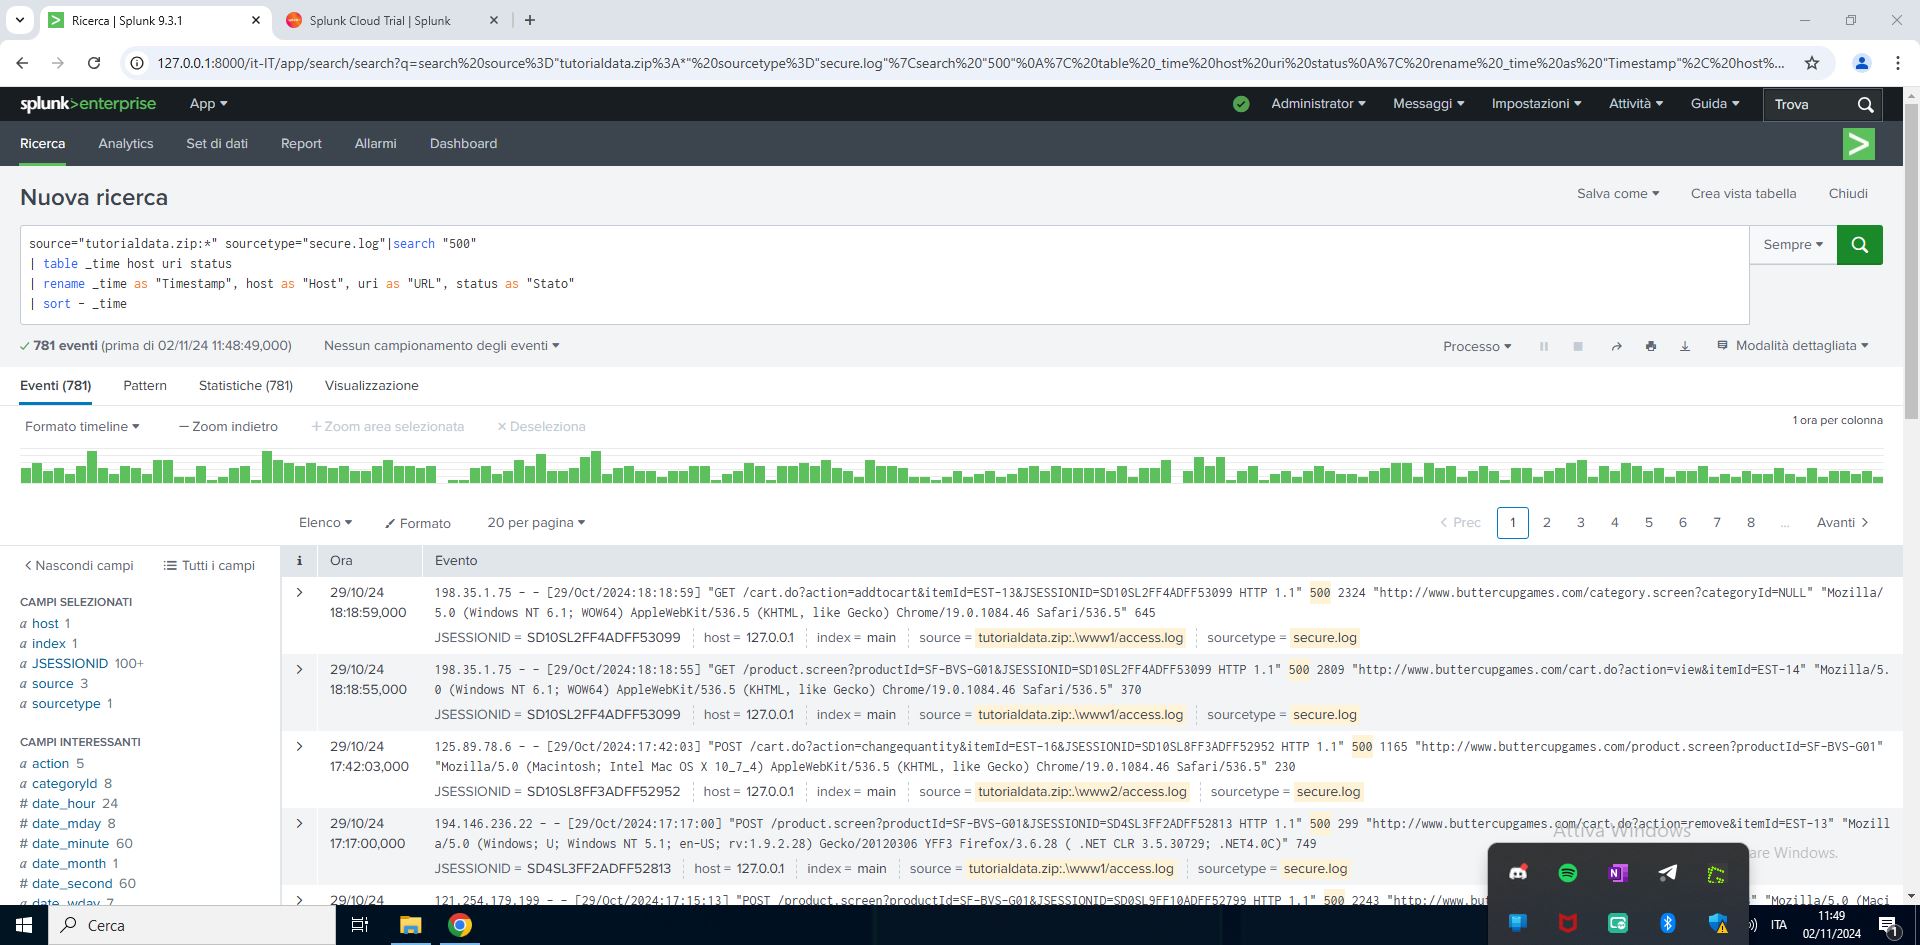 Ricerca | Splunk 9.3.1
Splunk Cloud Trial | Splunk
127.0.0.1:8000/it-IT/app/search/search?q=search%20source%3D"tutorialdata.zip%3A*"%20sourcetype%3D"secure.log"%7Csearch%20"500"%0A%7C%20table%20_time%20host%20uri%20status%0A%7C%20rename%20_time%20as%20"Timestamp"%2C%20host%...
splunk>enterprise App
Administrator Messaggi Impostazioni Attività Guida Trova
Ricerca Analytics Set di dati Report Allarmi Dashboard
Nuova ricerca
Salva come Crea vista tabella Chiudi
source="tutorialdata.zip:*" sourcetype="secure.log"|search "500"
| table _time host uri status
| rename _time as "Timestamp", host as "Host", uri as "URL", status as "Stato"
| sort - _time
Sempre
781 eventi (prima di 02/11/24 11:48:49,000) Nessun campionamento degli eventi
Processo Modalità dettagliata
Eventi (781) Pattern Statistiche (781) Visualizzazione
Formato timeline — Zoom indietro + Zoom area selezionata × Deseleziona
1 ora per colonna
Elenco Formato 20 per pagina
< Prec 1 2 3 4 5 6 7 8 ... Avanti >
< Nascondi campi Tutti i campi
CAMPI SELEZIONATI
a host 1
a index 1
a JSESSIONID 100+
a source 3
a sourcetype 1
CAMPI INTERESSANTI
a action 5
a categoryId 8
# date_hour 24
# date_mday 8
# date_minute 60
a date_month 1
# date_second 60
a date_wday 7
i Ora Evento
29/10/24
18:18:59,000
198.35.1.75 - - [29/Oct/2024:18:18:59] "GET /cart.do?action=addtocart&itemId=EST-13&JSESSIONID=SD10SL2FF4ADFF53099 HTTP 1.1" 500 2324 "http://www.buttercupgames.com/category.screen?categoryId=NULL" "Mozilla/
5.0 (Windows NT 6.1; WOW64) AppleWebKit/536.5 (KHTML, like Gecko) Chrome/19.0.1084.46 Safari/536.5" 645
JSESSIONID = SD10SL2FF4ADFF53099 host = 127.0.0.1 index = main source = tutorialdata.zip:.\www1/access.log sourcetype = secure.log
29/10/24
18:18:55,000
198.35.1.75 - - [29/Oct/2024:18:18:55] "GET /product.screen?productId=SF-BVS-G01&JSESSIONID=SD10SL2FF4ADFF53099 HTTP 1.1" 500 2809 "http://www.buttercupgames.com/cart.do?action=view&itemId=EST-14" "Mozilla/5.
0 (Windows NT 6.1; WOW64) AppleWebKit/536.5 (KHTML, like Gecko) Chrome/19.0.1084.46 Safari/536.5" 370
JSESSIONID = SD10SL2FF4ADFF53099 host = 127.0.0.1 index = main source = tutorialdata.zip:.\www1/access.log sourcetype = secure.log
29/10/24
17:42:03,000
125.89.78.6 - - [29/Oct/2024:17:42:03] "POST /cart.do?action=changequantity&itemId=EST-16&JSESSIONID=SD10SL8FF3ADFF52952 HTTP 1.1" 500 1165 "http://www.buttercupgames.com/product.screen?productId=SF-BVS-G01"
"Mozilla/5.0 (Macintosh; Intel Mac OS X 10_7_4) AppleWebKit/536.5 (KHTML, like Gecko) Chrome/19.0.1084.46 Safari/536.5" 230
JSESSIONID = SD10SL8FF3ADFF52952 host = 127.0.0.1 index = main source = tutorialdata.zip:.\www2/access.log sourcetype = secure.log
29/10/24
17:17:00,000
194.146.236.22 - - [29/Oct/2024:17:17:00] "POST /product.screen?productId=SF-BVS-G01&JSESSIONID=SD4SL3FF2ADFF52813 HTTP 1.1" 500 299 "http://www.buttercupgames.com/cart.do?action=remove&itemId=EST-13" "Mozill
a/5.0 (Windows; U; Windows NT 5.1; en-US; rv:1.9.2.28) Gecko/20120306 YFF3 Firefox/3.6.28 ( .NET CLR 3.5.30729; .NET4.0C)" 749
JSESSIONID = SD4SL3FF2ADFF52813 host = 127.0.0.1 index = main source = tutorialdata.zip:.\www1/access.log sourcetype = secure.log
29/10/24
121.254.179.199 - - [29/Oct/2024:17:15:13] "POST /product.screen?productId=SF-BVS-G01&JSESSIONID=SD0SL9FF10ADFF52799 HTTP 1.1" 500 2243 "http://www.bu "Mozilla/5.0 (Maci
Attiva Windows
are Windows.
Cerca
ITA
11:49
02/11/2024
1